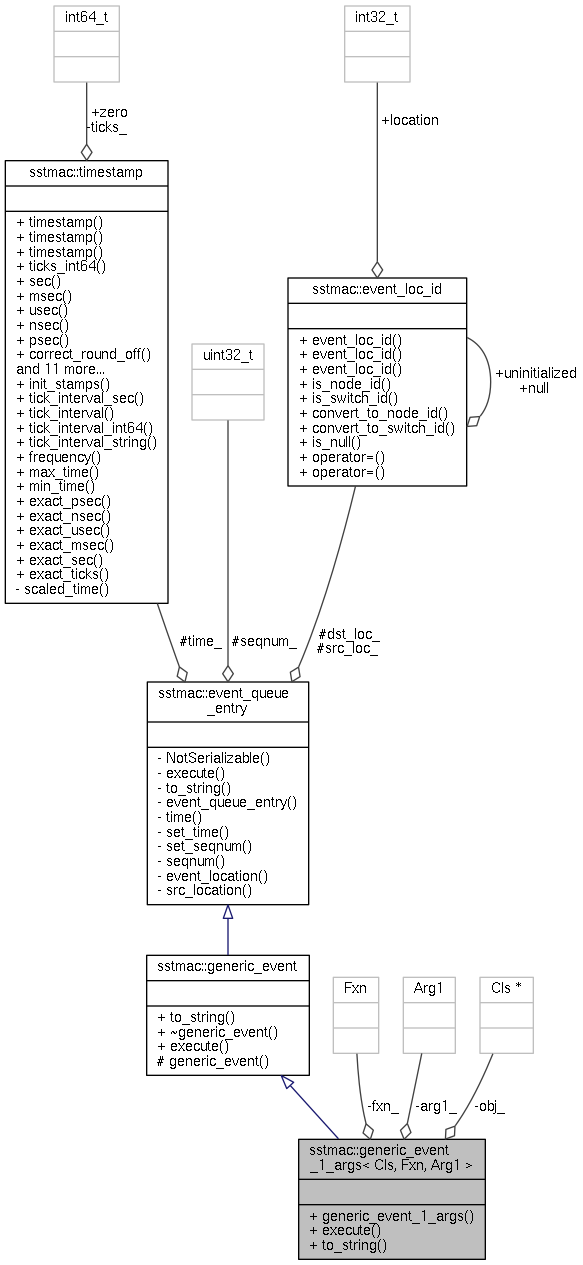 int64_t
int32_t
+zero
-ticks_
+location
sstmac::timestamp
+ timestamp()
+ timestamp()
+ timestamp()
+ ticks_int64()
+ sec()
+ msec()
+ usec()
+ nsec()
+ psec()
+ correct_round_off()
and 11 more...
+ init_stamps()
+ tick_interval_sec()
+ tick_interval()
+ tick_interval_int64()
+ tick_interval_string()
+ frequency()
+ max_time()
+ min_time()
+ exact_psec()
+ exact_nsec()
+ exact_usec()
+ exact_msec()
+ exact_sec()
+ exact_ticks()
- scaled_time()
uint32_t
sstmac::event_loc_id
+ event_loc_id()
+ event_loc_id()
+ event_loc_id()
+ is_node_id()
+ is_switch_id()
+ convert_to_node_id()
+ convert_to_switch_id()
+ is_null()
+ operator=()
+ operator=()
+uninitialized
+null
#time_
#seqnum_
#dst_loc_
#src_loc_
sstmac::event_queue
_entry
- NotSerializable()
- execute()
- to_string()
- event_queue_entry()
- time()
- set_time()
- set_seqnum()
- seqnum()
- event_location()
- src_location()
sstmac::generic_event
+ to_string()
+ ~generic_event()
+ execute()
# generic_event()
Fxn
Arg1
Cls *
-fxn_
-arg1_
-obj_
sstmac::generic_event
_1_args< Cls, Fxn, Arg1 >
+ generic_event_1_args()
+ execute()
+ to_string()